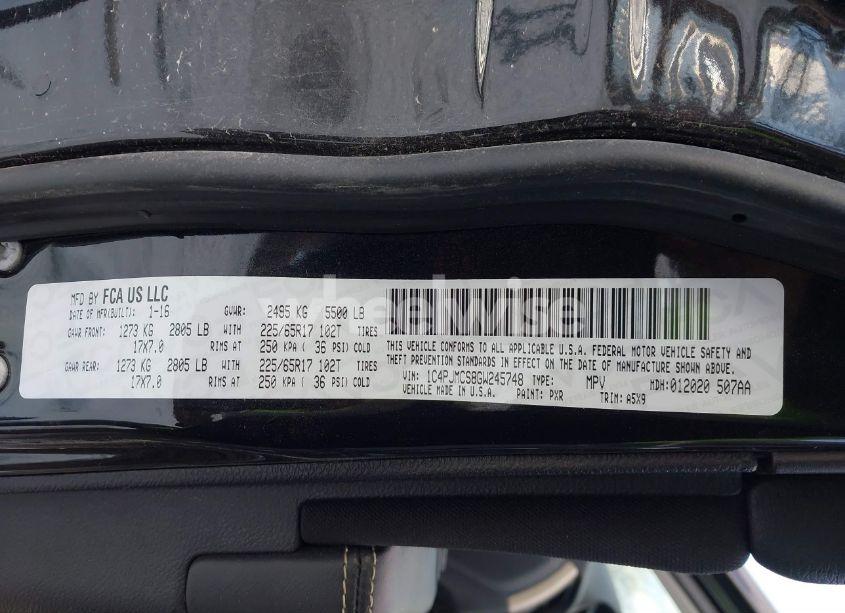 MFD BY FCA US LLC
DATE OF MFR(BUILT): 1-16 GVWR: 2495 KG 5500 LB
GAWR FRONT: 1273 KG 2805 LB WITH 225/65R17 102T TIRES
17X7.0 RIMS AT 250 KPA ( 36 PSI) COLD
GAWR REAR: 1273 KG 2805 LB WITH 225/65R17 102T TIRES
17X7.0 RIMS AT 250 KPA ( 36 PSI) COLD
THIS VEHICLE CONFORMS TO ALL APPLICABLE U.S.A. FEDERAL MOTOR VEHICLE SAFETY AND
THEFT PREVENTION STANDARDS IN EFFECT ON THE DATE OF MANUFACTURE SHOWN ABOVE.
VIN: 1C4PJMCS8GW245748 TYPE: MPV MDH: 012020 507AA
VEHICLE MADE IN U.S.A. PAINT: PXR TRIM: A5X9
wheelwise